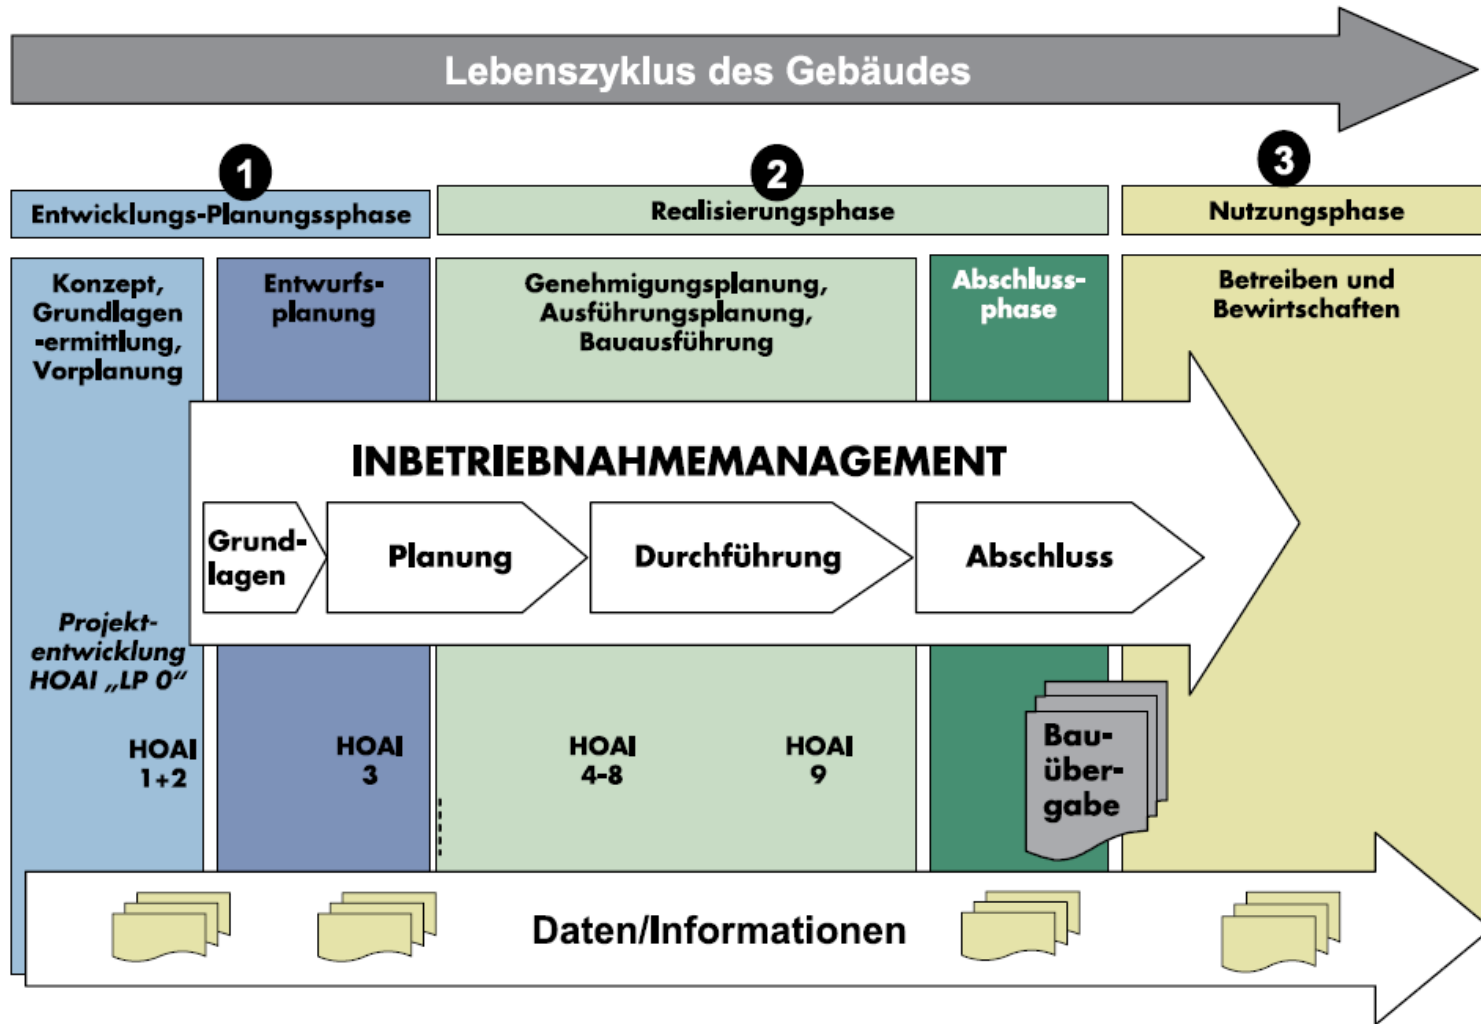 Lebenszyklus des Gebäudes
1
2
3
Entwicklungs-Planungssphase
Realisierungsphase
Nutzungsphase
Konzept,
Grundlagen
-ermittlung,
Vorplanung
Entwurfs-
planung
Genehmigungsplanung,
Ausführungsplanung,
Bauausführung
Abschluss-
phase
Betreiben und
Bewirtschaften
INBETRIEBNAHMEMANAGEMENT
Grund-
lagen
Planung
Durchführung
Abschluss
Projekt-
entwicklung
HOAI „LP 0“
HOAI
1+2
HOAI
3
HOAI
4-8
HOAI
9
Bau-
über-
gabe
Daten/Informationen